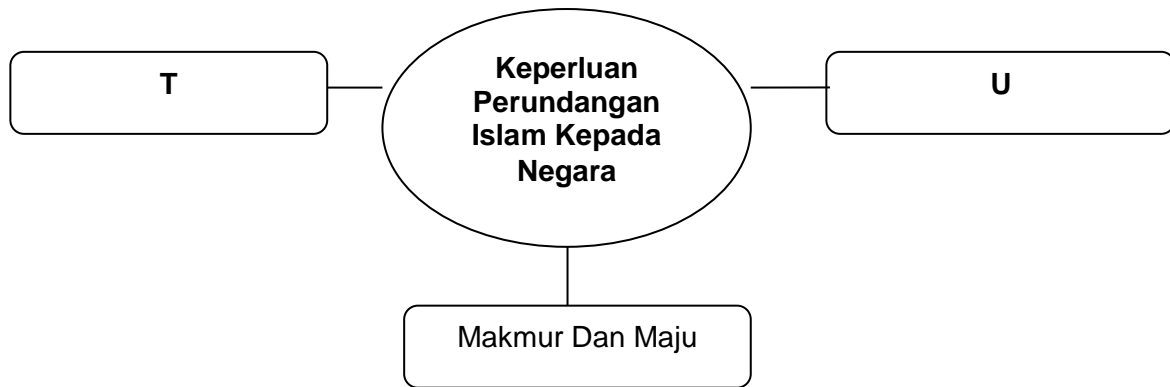 T
Keperluan
Perundangan
Islam Kepada
Negara
U
Makmur Dan Maju